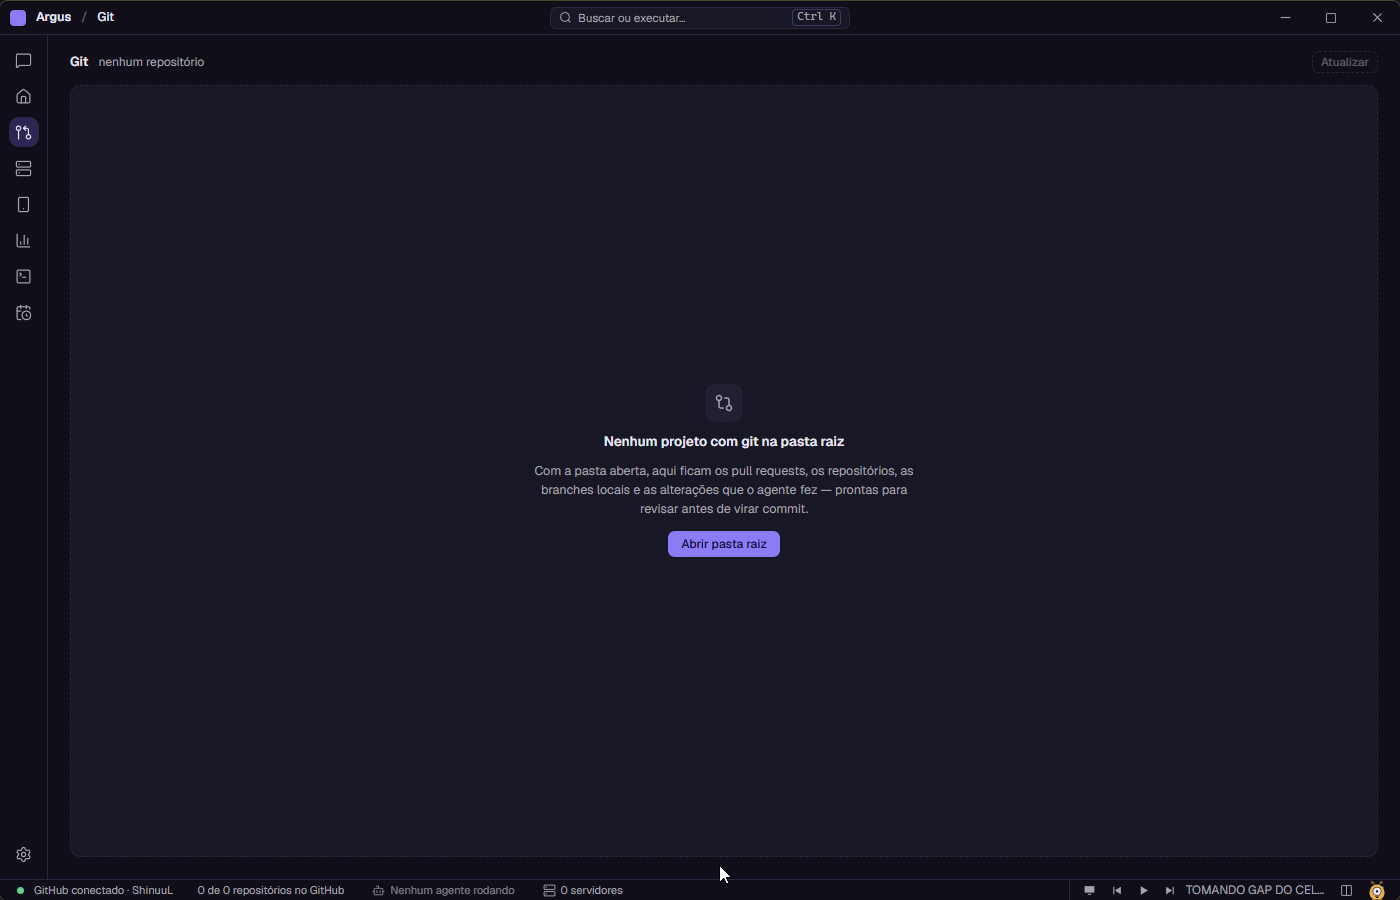 Argus / Git
Buscar ou executar... Ctrl K
Git nenhum repositório
Atualizar
Nenhum projeto com git na pasta raiz
Com a pasta aberta, aqui ficam os pull requests, os repositórios, as
branches locais e as alterações que o agente fez — prontas para
revisar antes de virar commit.
Abrir pasta raiz
GitHub conectado · ShinuuL
0 de 0 repositórios no GitHub
Nenhum agente rodando
0 servidores
TOMANDO GAP DO CEL...